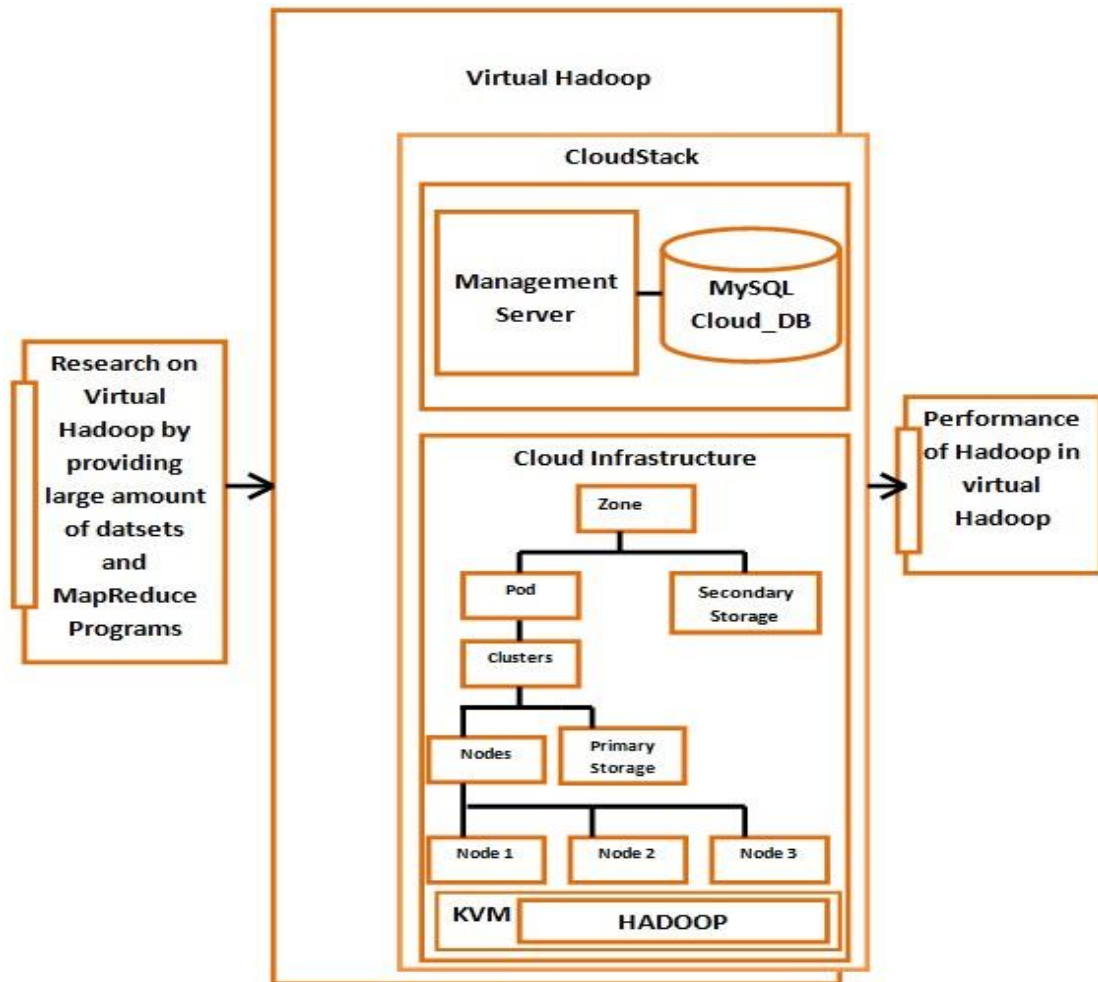 Virtual Hadoop
CloudStack
Management
Server
MySQL
Cloud_DB
Research on
Virtual
Hadoop by
providing
large amount
of datsets
and
MapReduce
Programs
Performance
of Hadoop in
virtual
Hadoop
Cloud Infrastructure
Zone
Pod
Secondary
Storage
Clusters
Nodes
Primary
Storage
Node 1
Node 2
Node 3
KVM
HADOOP